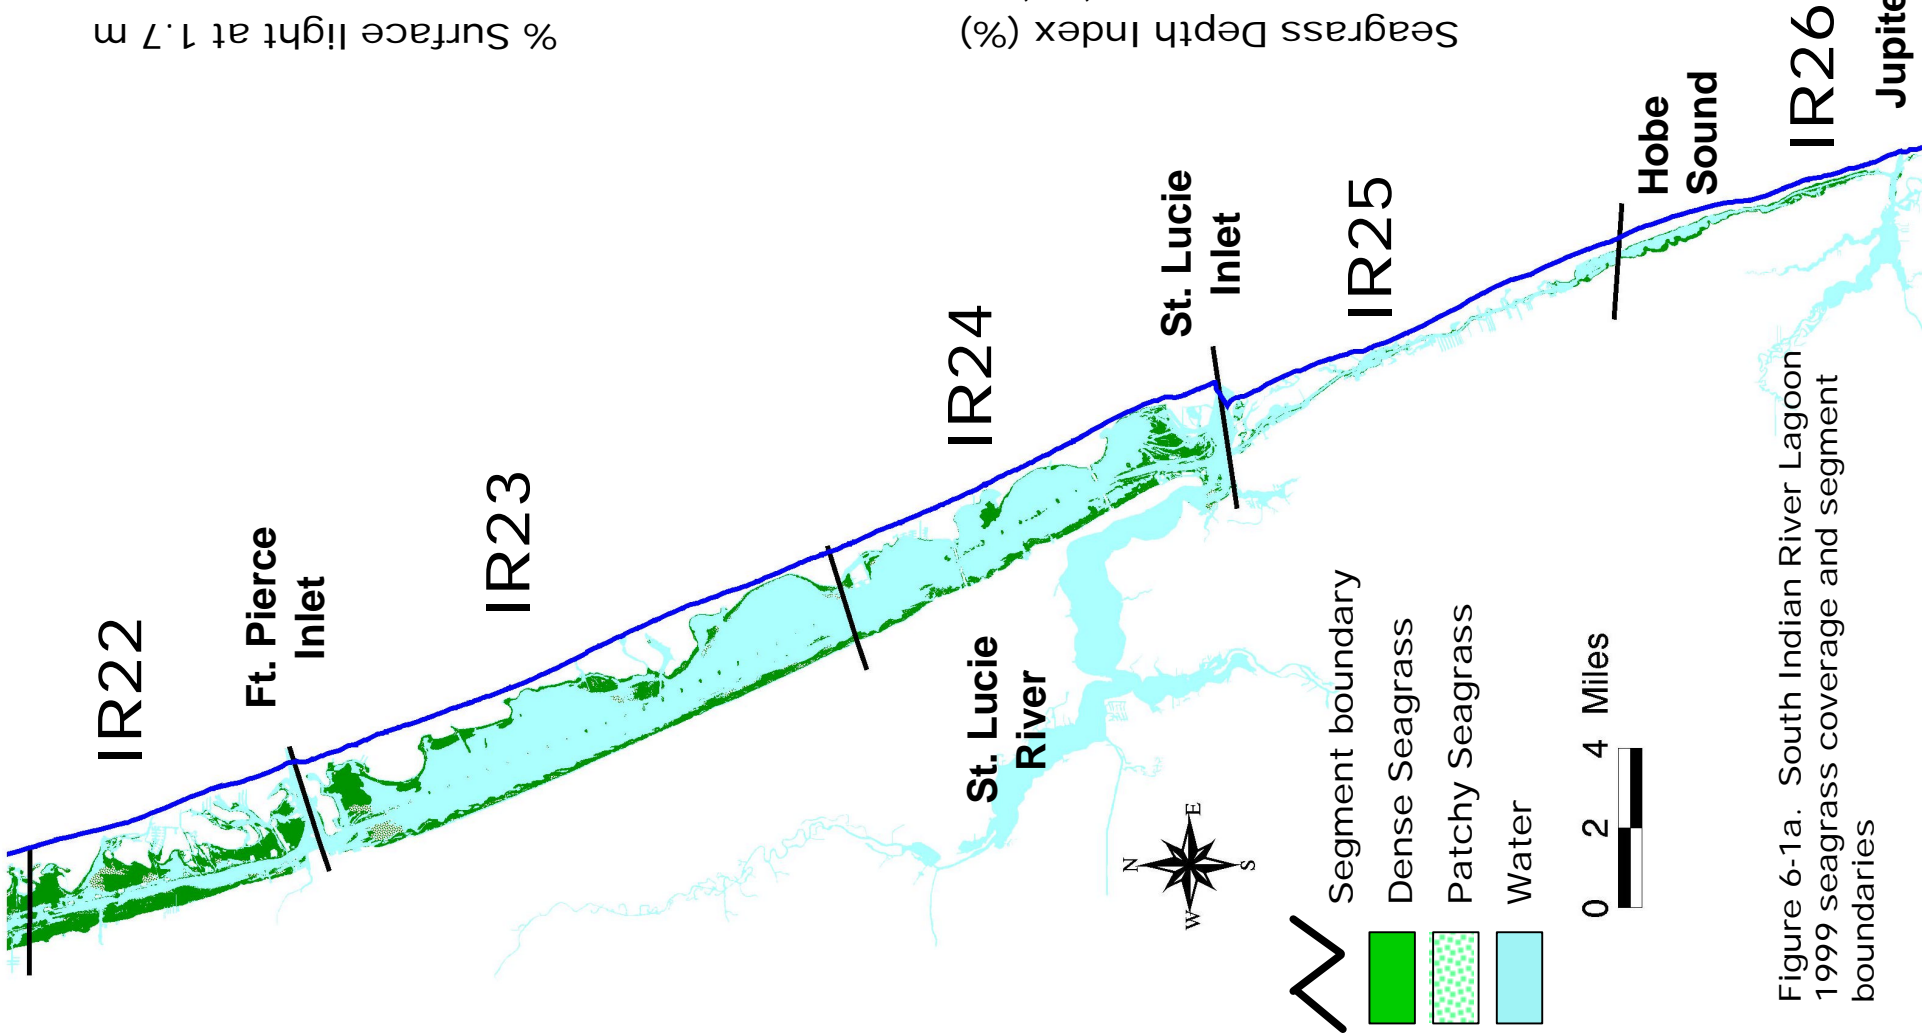 % Surface light at 1.7 m
Seagrass Depth Index (%)
IR22
Ft. Pierce
Inlet
IR23
IR24
St. Lucie
Inlet
IR25
Hobe
Sound
IR26
St. Lucie
River
N
W
E
S
Segment boundary
Dense Seagrass
Patchy Seagrass
Water
0 2 4 Miles
Figure 6-1a. South Indian River Lagoon
1999 seagrass coverage and segment
boundaries